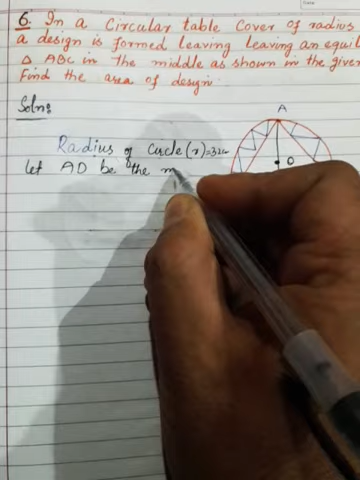 6. In a Circular table Cover of radius
a design is formed leaving leaving an equil
Δ ABC in the middle as shown in the given
Find the area of design
Soln:
A
Radius of Circle (r) = 32
O
let AD be the m